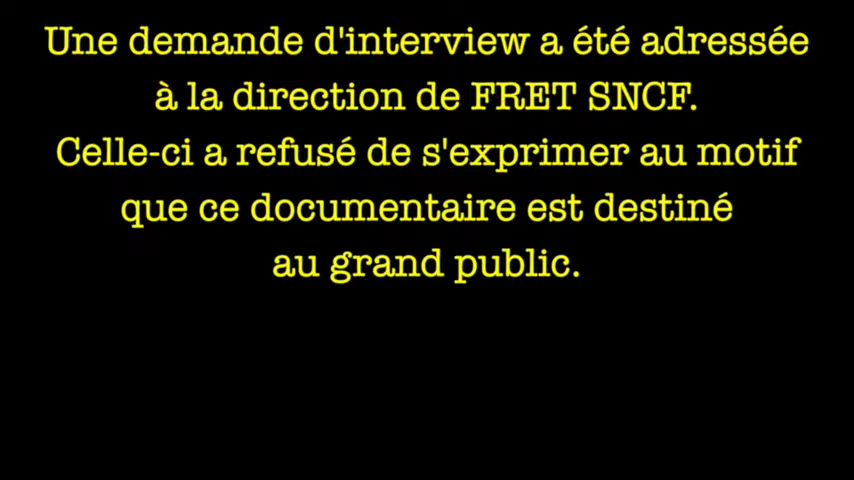 Une demande d'interview a été adressée
à la direction de FRET SNCF.
Celle-ci a refusé de s'exprimer au motif
que ce documentaire est destiné
au grand public.